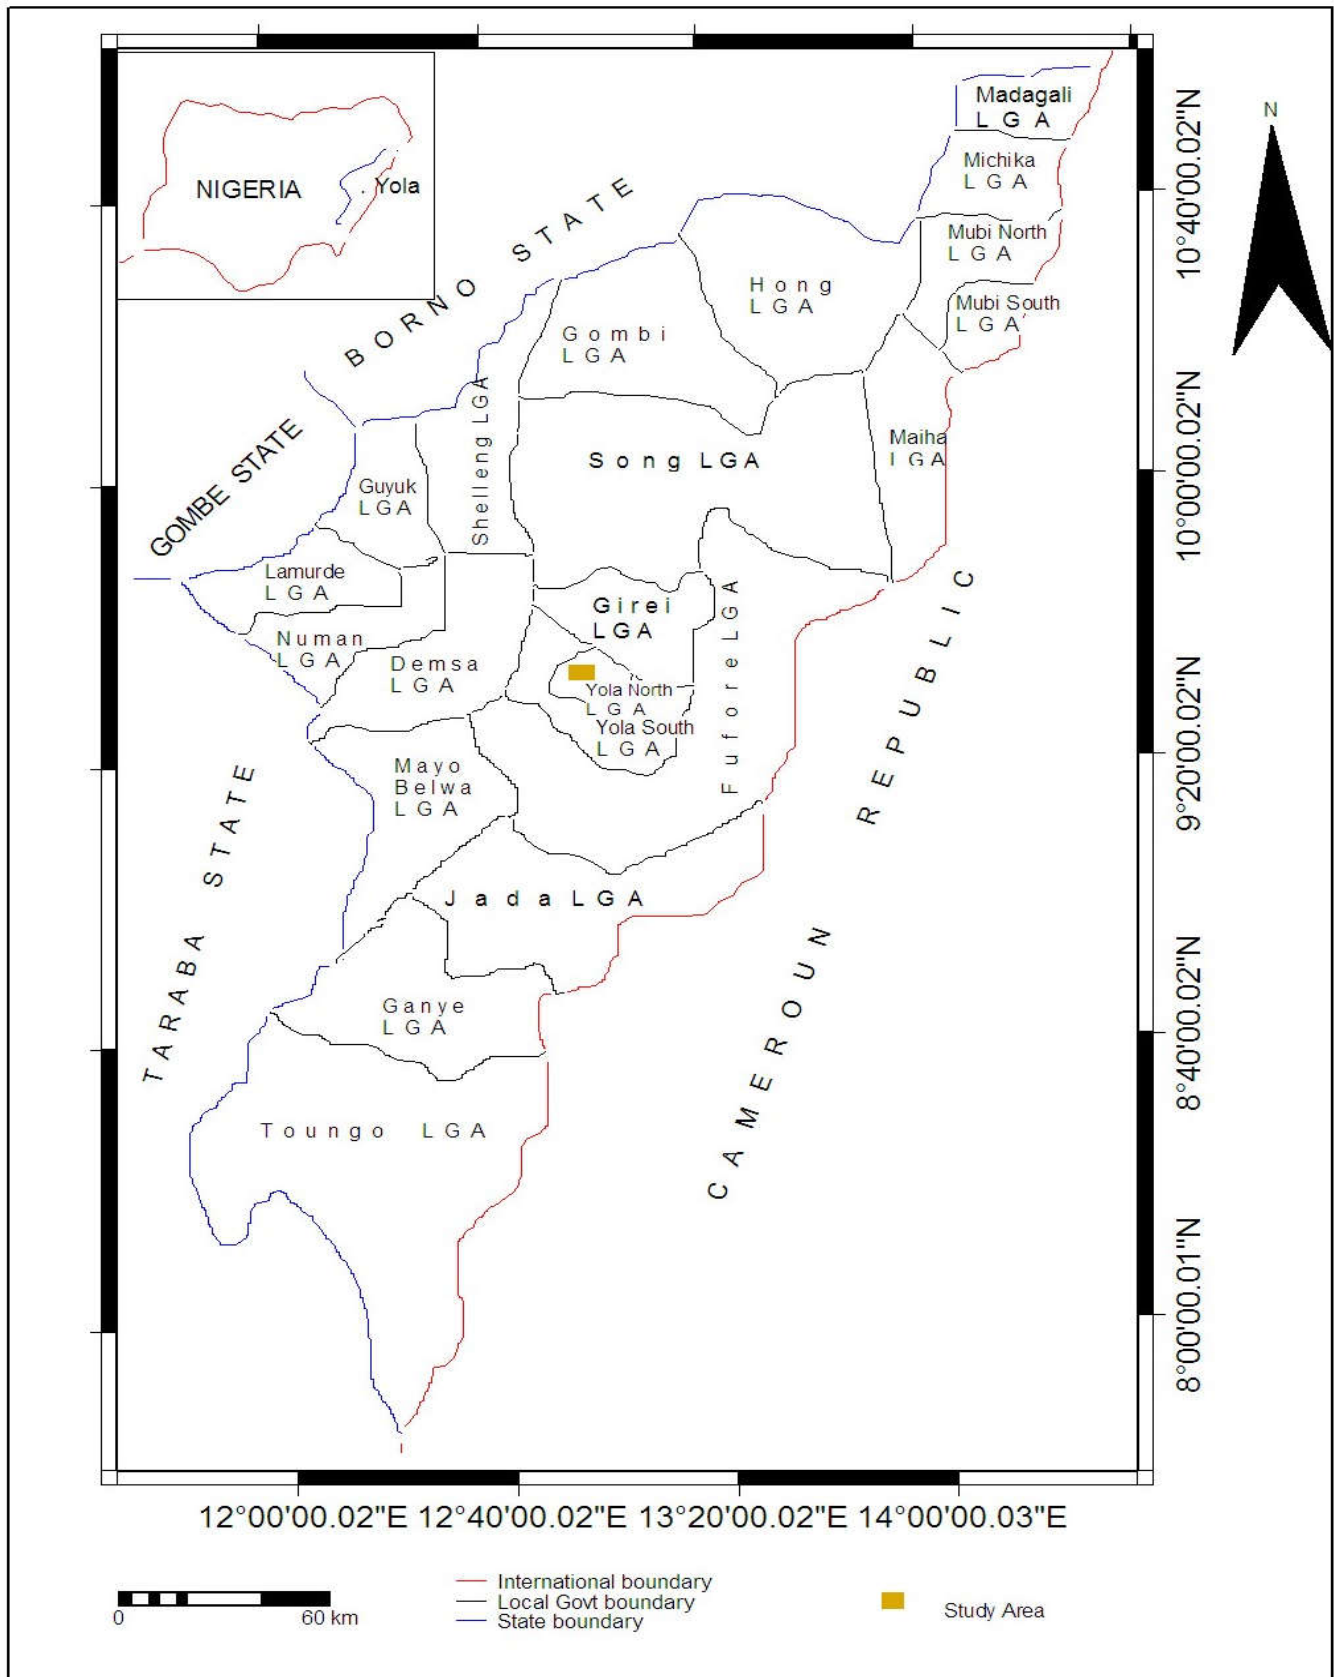 N
NIGERIA
. Yola
BORNO STATE
GOMBE STATE
TARABA STATE
CAMEROUN REPUBLIC
Madagali
L G A
Michika
L G A
Mubi North
L G A
Mubi South
L G A
Hong
L G A
Gombi
L G A
Shelleng LGA
Song LGA
Maiha
L G A
Guyuk
L G A
Lamurde
L G A
Numan
L G A
Demsa
L G A
Girei
L G A
Yola North
L G A
Yola South
L G A
Fufore LGA
Mayo
Belwa
L G A
Jada LGA
Ganye
L G A
Toungo LGA
10°40'00.02"N
10°00'00.02"N
9°20'00.02"N
8°40'00.02"N
8°00'00.01"N
12°00'00.02"E 12°40'00.02"E 13°20'00.02"E 14°00'00.03"E
0 60 km
International boundary
Local Govt boundary
State boundary
Study Area